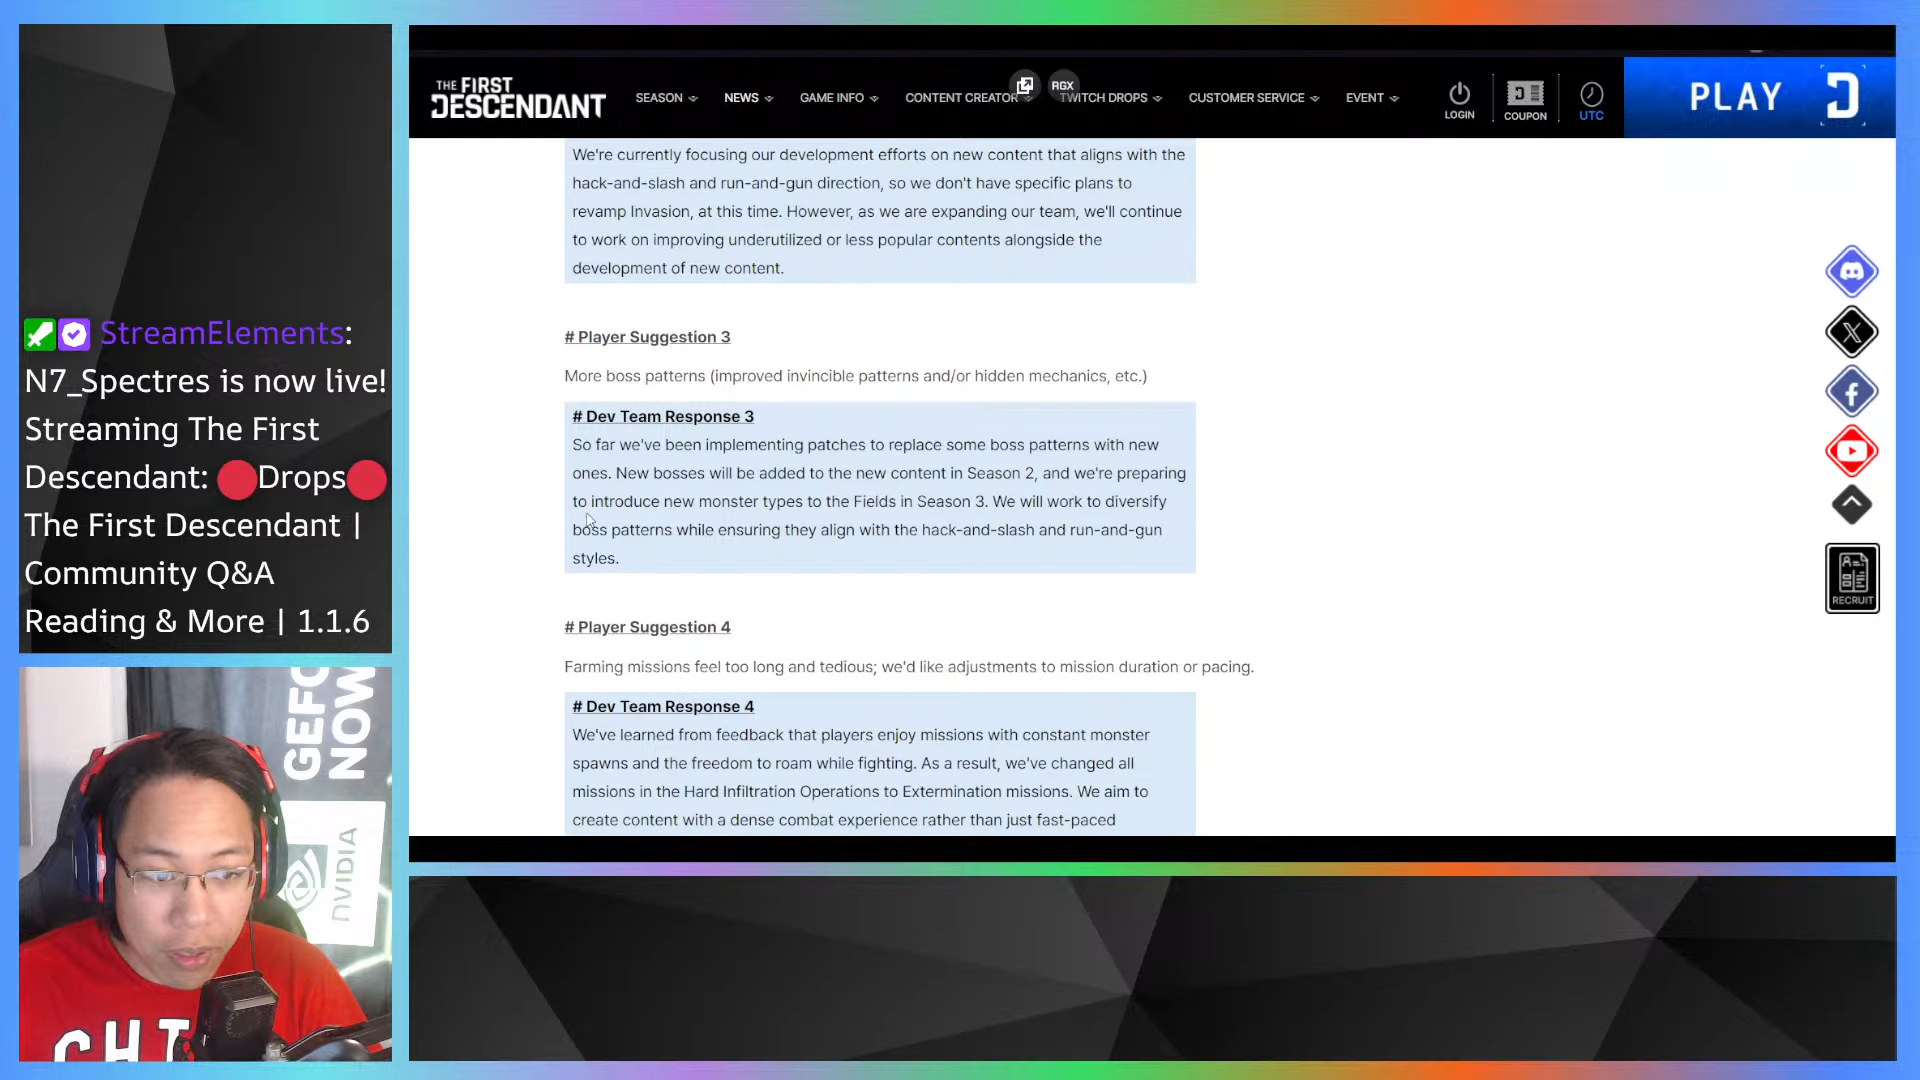 THE FIRST
DESCENDANT
SEASON
NEWS
GAME INFO
CONTENT CREATOR
RGX
TWITCH DROPS
CUSTOMER SERVICE
EVENT
LOGIN
COUPON
UTC
PLAY
We're currently focusing our development efforts on new content that aligns with the
hack-and-slash and run-and-gun direction, so we don't have specific plans to
revamp Invasion, at this time. However, as we are expanding our team, we'll continue
to work on improving underutilized or less popular contents alongside the
development of new content.
# Player Suggestion 3
More boss patterns (improved invincible patterns and/or hidden mechanics, etc.)
# Dev Team Response 3
So far we've been implementing patches to replace some boss patterns with new
ones. New bosses will be added to the new content in Season 2, and we're preparing
to introduce new monster types to the Fields in Season 3. We will work to diversify
boss patterns while ensuring they align with the hack-and-slash and run-and-gun
styles.
# Player Suggestion 4
Farming missions feel too long and tedious; we'd like adjustments to mission duration or pacing.
# Dev Team Response 4
We've learned from feedback that players enjoy missions with constant monster
spawns and the freedom to roam while fighting. As a result, we've changed all
missions in the Hard Infiltration Operations to Extermination missions. We aim to
create content with a dense combat experience rather than just fast-paced
RECRUIT
StreamElements:
N7_Spectres is now live!
Streaming The First
Descendant: 🔴Drops🔴
The First Descendant |
Community Q&A
Reading & More | 1.1.6
GEFO
NOW
NVIDIA